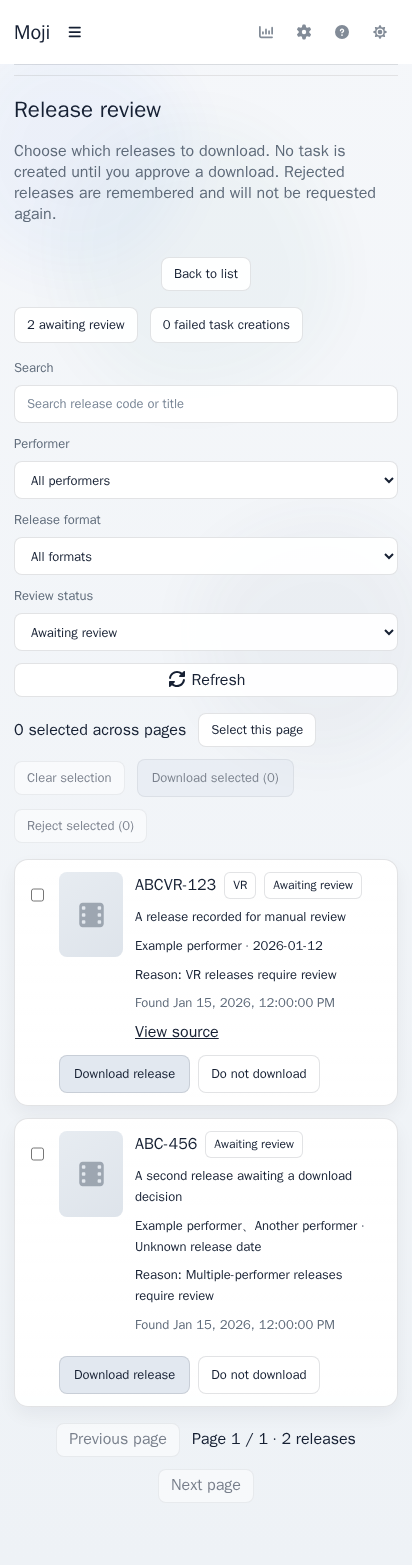 Moji
Release review
Choose which releases to download. No task is
created until you approve a download. Rejected
releases are remembered and will not be requested
again.
Back to list
2 awaiting review
0 failed task creations
Search
Search release code or title
Performer
All performers
Release format
All formats
Review status
Awaiting review
Refresh
0 selected across pages
Select this page
Clear selection
Download selected (0)
Reject selected (0)
ABCVR-123
VR
Awaiting review
A release recorded for manual review
Example performer · 2026-01-12
Reason: VR releases require review
Found Jan 15, 2026, 12:00:00 PM
View source
Download release
Do not download
ABC-456
Awaiting review
A second release awaiting a download
decision
Example performer、Another performer ·
Unknown release date
Reason: Multiple-performer releases
require review
Found Jan 15, 2026, 12:00:00 PM
Download release
Do not download
Previous page
Page 1 / 1 · 2 releases
Next page